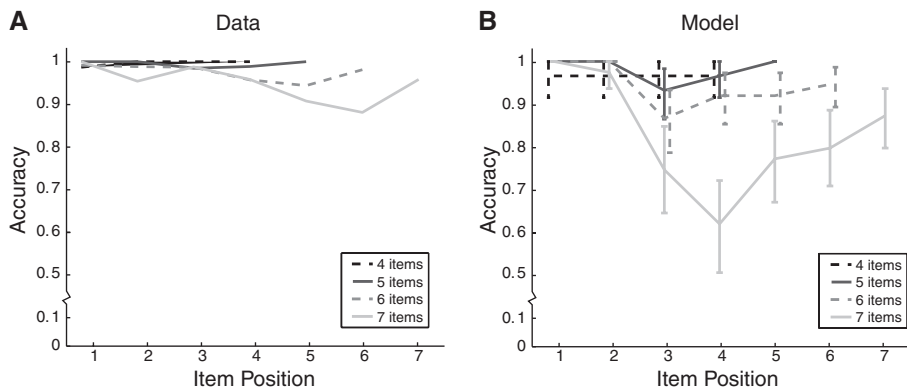 A
Data
1
0.9
0.8
0.7
0.6
0.5
0.1
0
Accuracy
4 items
5 items
6 items
7 items
1 2 3 4 5 6 7
Item Position
B
Model
1
0.9
0.8
0.7
0.6
0.5
0.1
0
Accuracy
4 items
5 items
6 items
7 items
1 2 3 4 5 6 7
Item Position